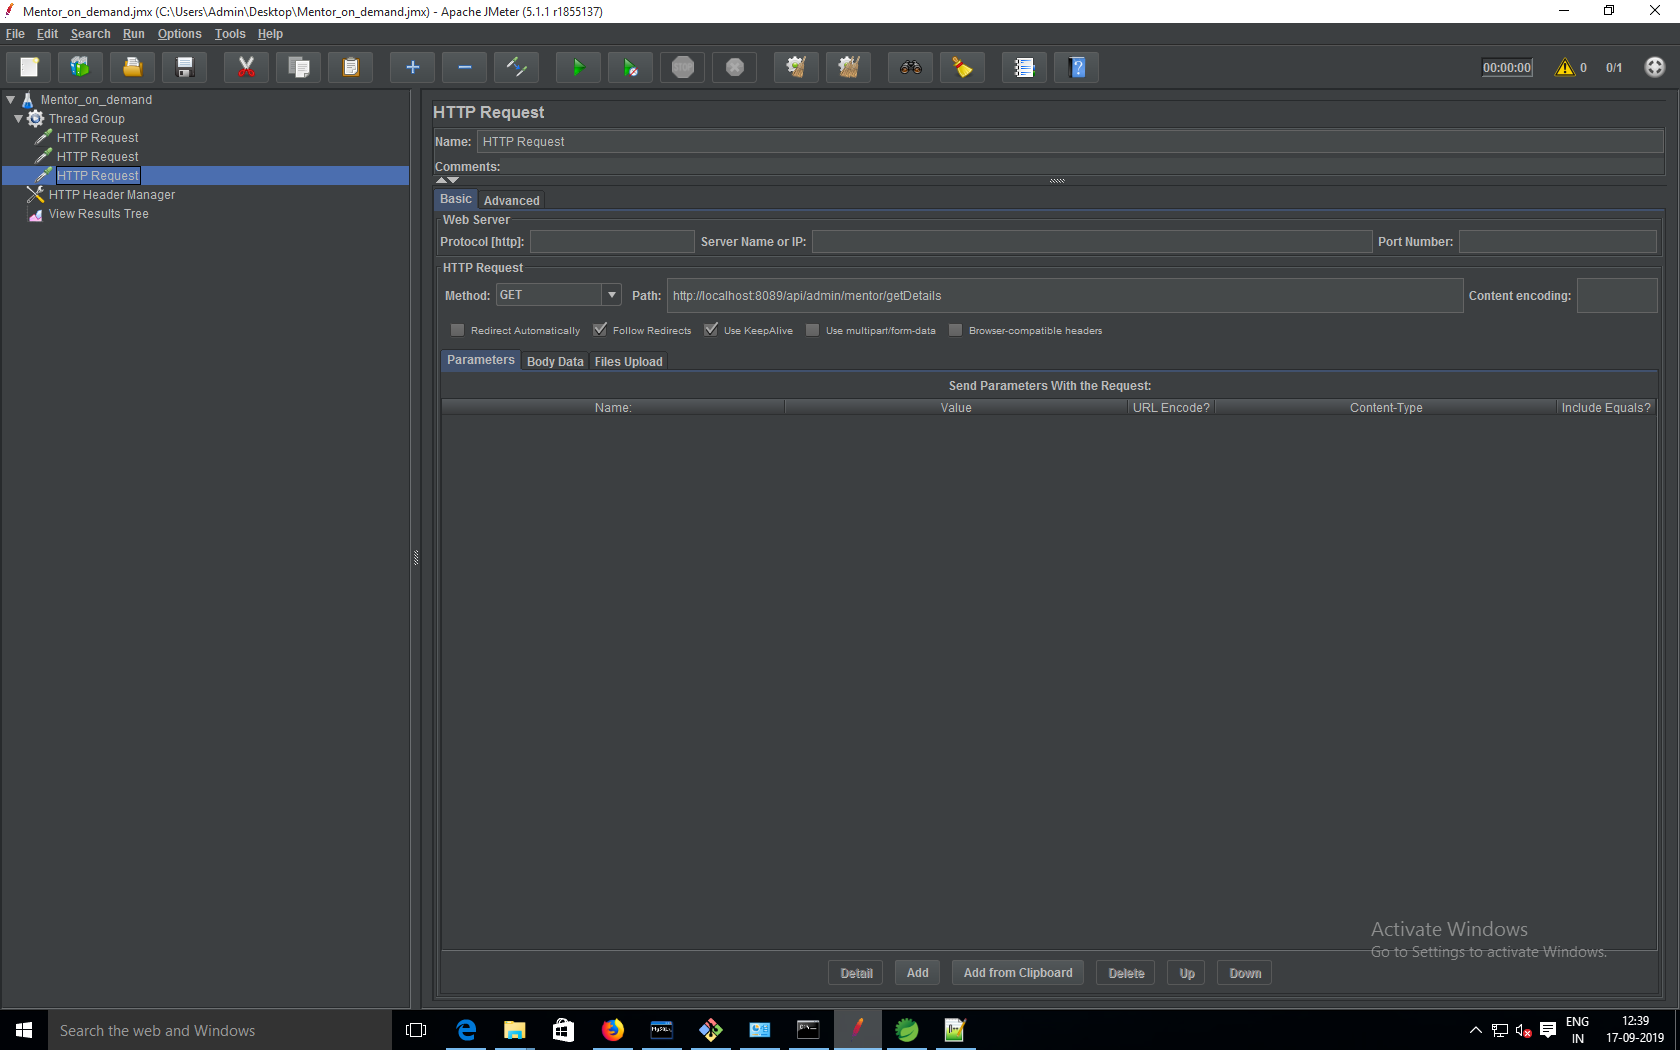 Mentor_on_demand.jmx (C:\Users\Admin\Desktop\Mentor_on_demand.jmx) - Apache JMeter (5.1.1 r1855137)
File Edit Search Run Options Tools Help
00:00:00 0 0/1
Mentor_on_demand
Thread Group
HTTP Request
HTTP Request
HTTP Request
HTTP Header Manager
View Results Tree
HTTP Request
Name: HTTP Request
Comments:
Basic Advanced
Web Server
Protocol [http]: Server Name or IP: Port Number:
HTTP Request
Method: GET Path: http://localhost:8089/api/admin/mentor/getDetails Content encoding:
Redirect Automatically Follow Redirects Use KeepAlive Use multipart/form-data Browser-compatible headers
Parameters Body Data Files Upload
Send Parameters With the Request:
Name: Value URL Encode? Content-Type Include Equals?
Activate Windows
Go to Settings to activate Windows.
Detail Add Add from Clipboard Delete Up Down
Search the web and Windows
ENG
IN
12:39
17-09-2019